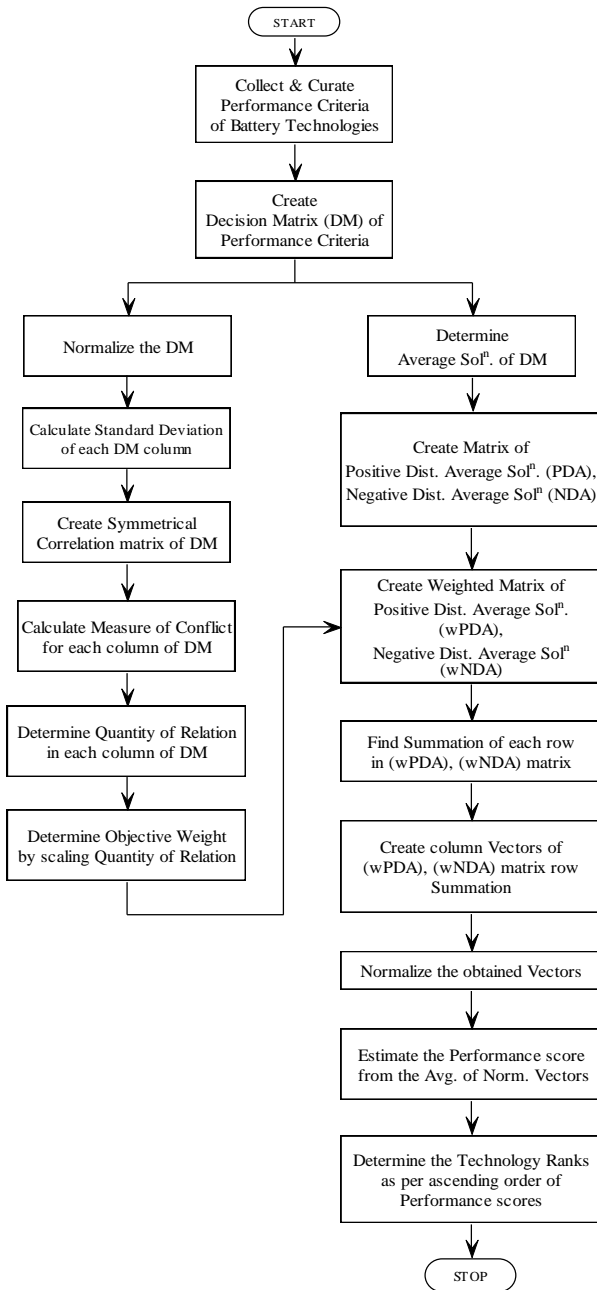 START
Collect & Curate
Performance Criteria
of Battery Technologies
Create
Decision Matrix (DM) of
Performance Criteria
Normalize the DM
Calculate Standard Deviation
of each DM column
Create Symmetrical
Correlation matrix of DM
Calculate Measure of Conflict
for each column of DM
Determine Quantity of Relation
in each column of DM
Determine Objective Weight
by scaling Quantity of Relation
Determine
Average Solⁿ. of DM
Create Matrix of
Positive Dist. Average Solⁿ. (PDA),
Negative Dist. Average Solⁿ (NDA)
Create Weighted Matrix of
Positive Dist. Average Solⁿ.
(wPDA),
Negative Dist. Average Solⁿ
(wNDA)
Find Summation of each row
in (wPDA), (wNDA) matrix
Create column Vectors of
(wPDA), (wNDA) matrix row
Summation
Normalize the obtained Vectors
Estimate the Performance score
from the Avg. of Norm. Vectors
Determine the Technology Ranks
as per ascending order of
Performance scores
STOP